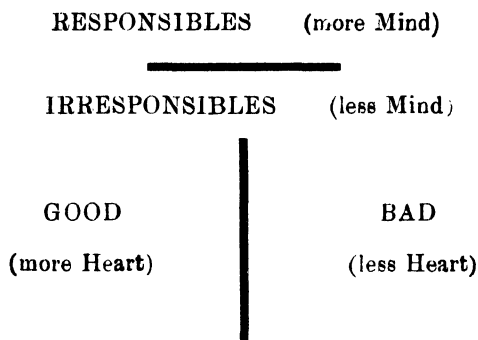 RESPONSIBLES (more Mind)
IRRESPONSIBLES (less Mind)
GOOD BAD
(more Heart) (less Heart)